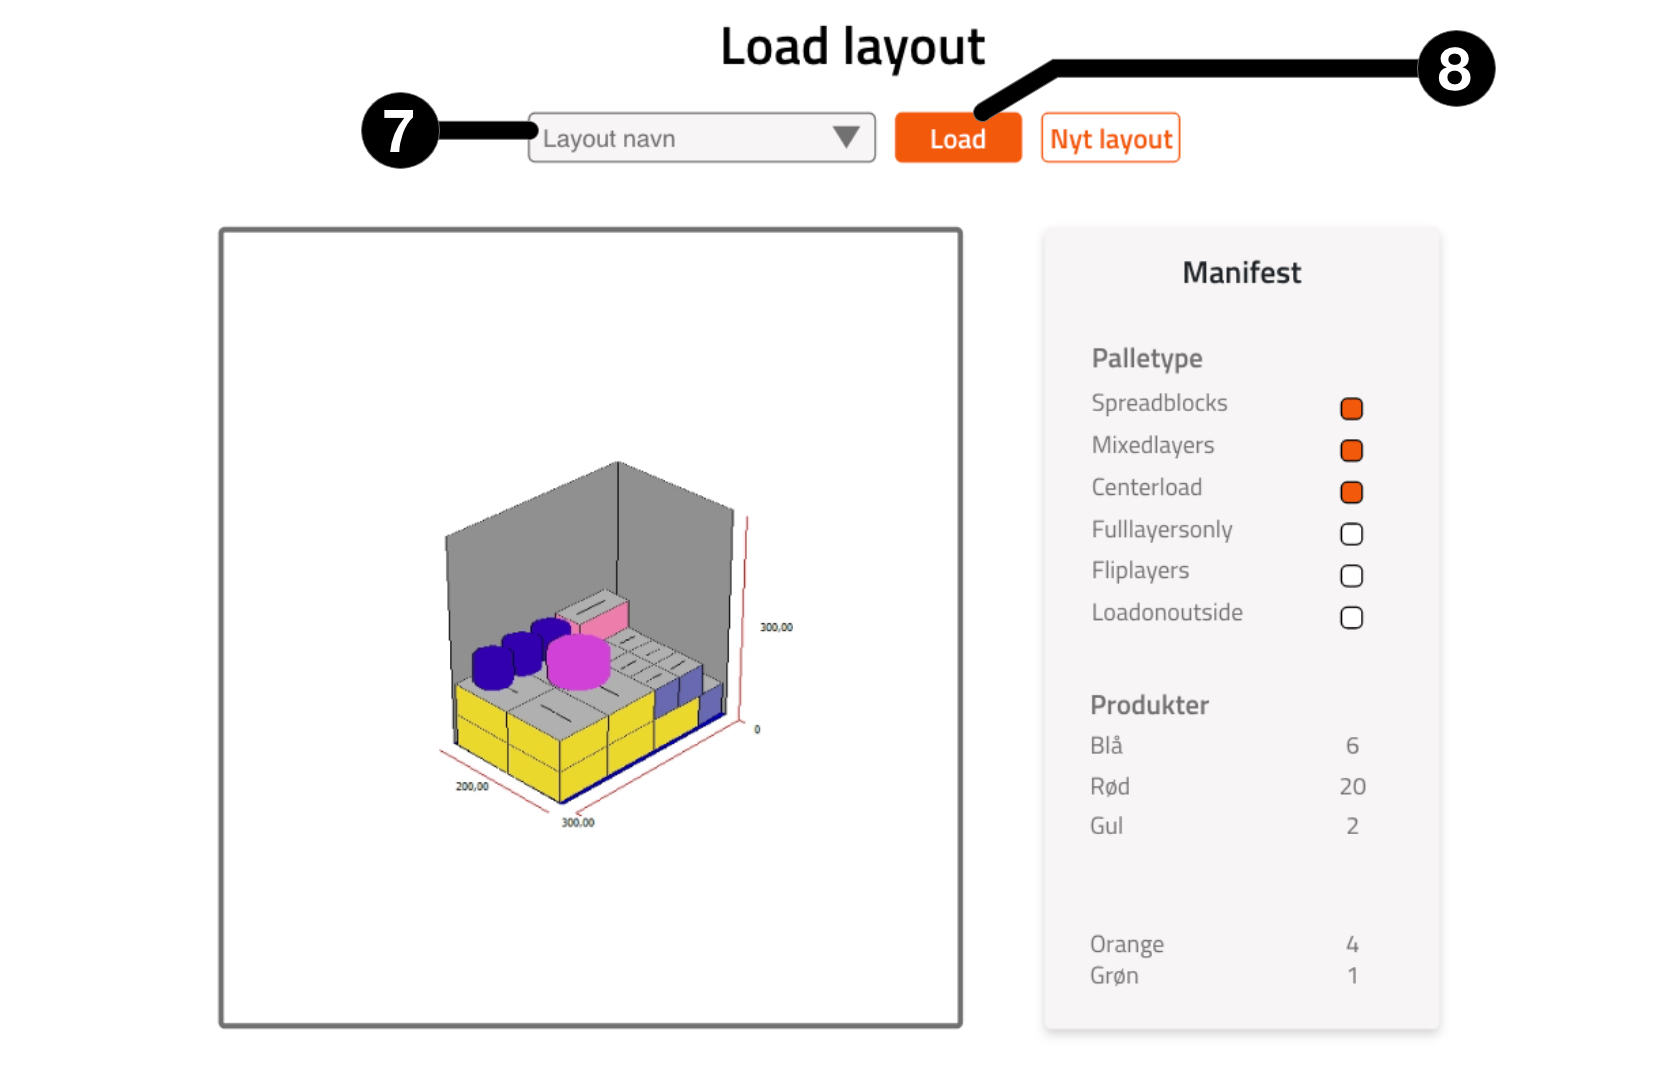 Load layout
8
7
Layout navn
Load
Nyt layout
Manifest
Palletype
Spreadblocks
Mixedlayers
Centerload
Fulllayersonly
Fliplayers
Loadonoutside
300,00
0
200,00
300,00
Produkter
Blå 6
Rød 20
Gul 2
Orange 4
Grøn 1